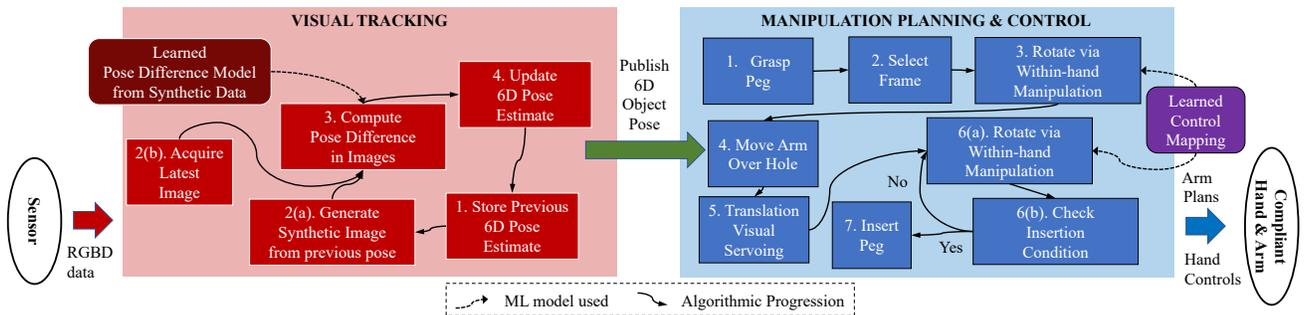 VISUAL TRACKING
Learned
Pose Difference Model
from Synthetic Data
4. Update
6D Pose
Estimate
3. Compute
Pose Difference
in Images
2(b). Acquire
Latest
Image
2(a). Generate
Synthetic Image
from previous pose
1. Store Previous
6D Pose
Estimate
Sensor
RGBD
data
Publish
6D
Object
Pose
MANIPULATION PLANNING & CONTROL
1. Grasp
Peg
2. Select
Frame
3. Rotate via
Within-hand
Manipulation
Learned
Control
Mapping
4. Move Arm
Over Hole
6(a). Rotate via
Within-hand
Manipulation
No
5. Translation
Visual
Servoing
7. Insert
Peg
Yes
6(b). Check
Insertion
Condition
Arm
Plans
Hand
Controls
Compliant
Hand & Arm
ML model used
Algorithmic Progression